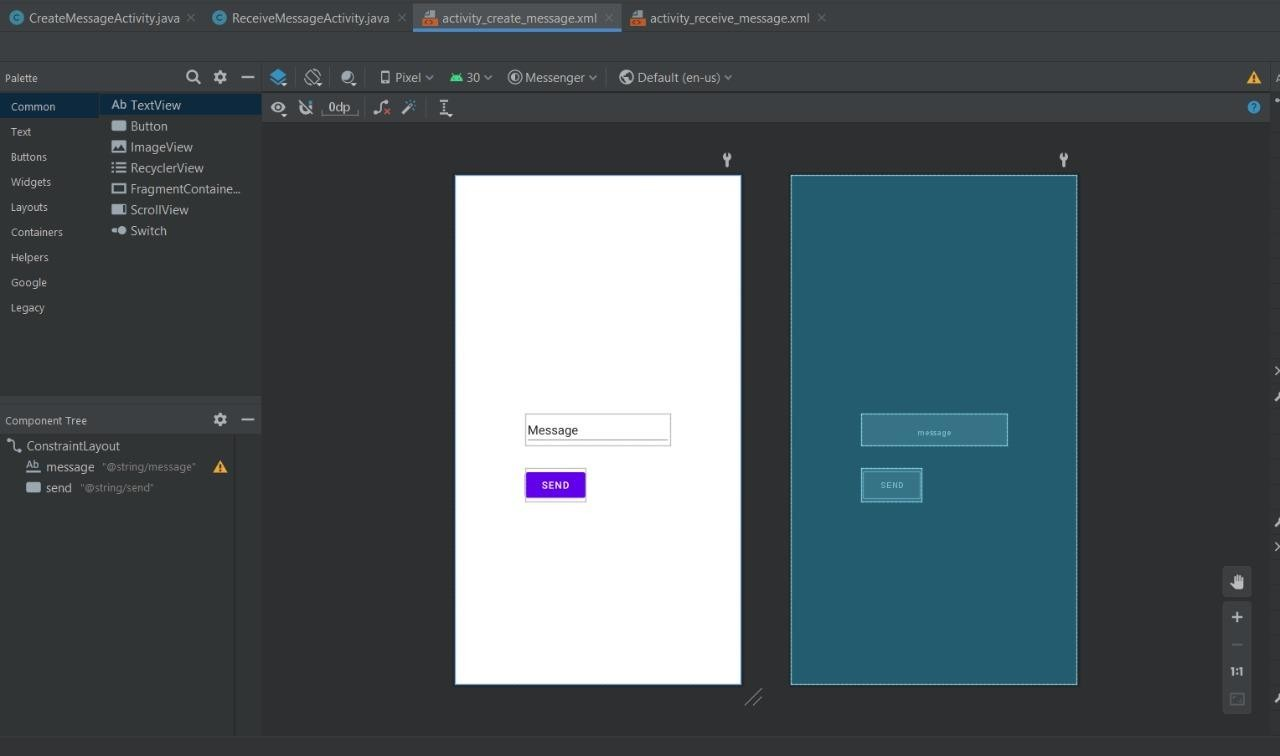 CreateMessageActivity.java ReceiveMessageActivity.java activity_create_message.xml activity_receive_message.xml
Palette
Pixel 30 Messenger Default (en-us)
0dp
Common
Text
Buttons
Widgets
Layouts
Containers
Helpers
Google
Legacy
Ab TextView
Button
ImageView
RecyclerView
FragmentContaine...
ScrollView
Switch
Component Tree
ConstraintLayout
Ab message "@string/message"
send "@string/send"
Message
SEND
message
SEND
1:1